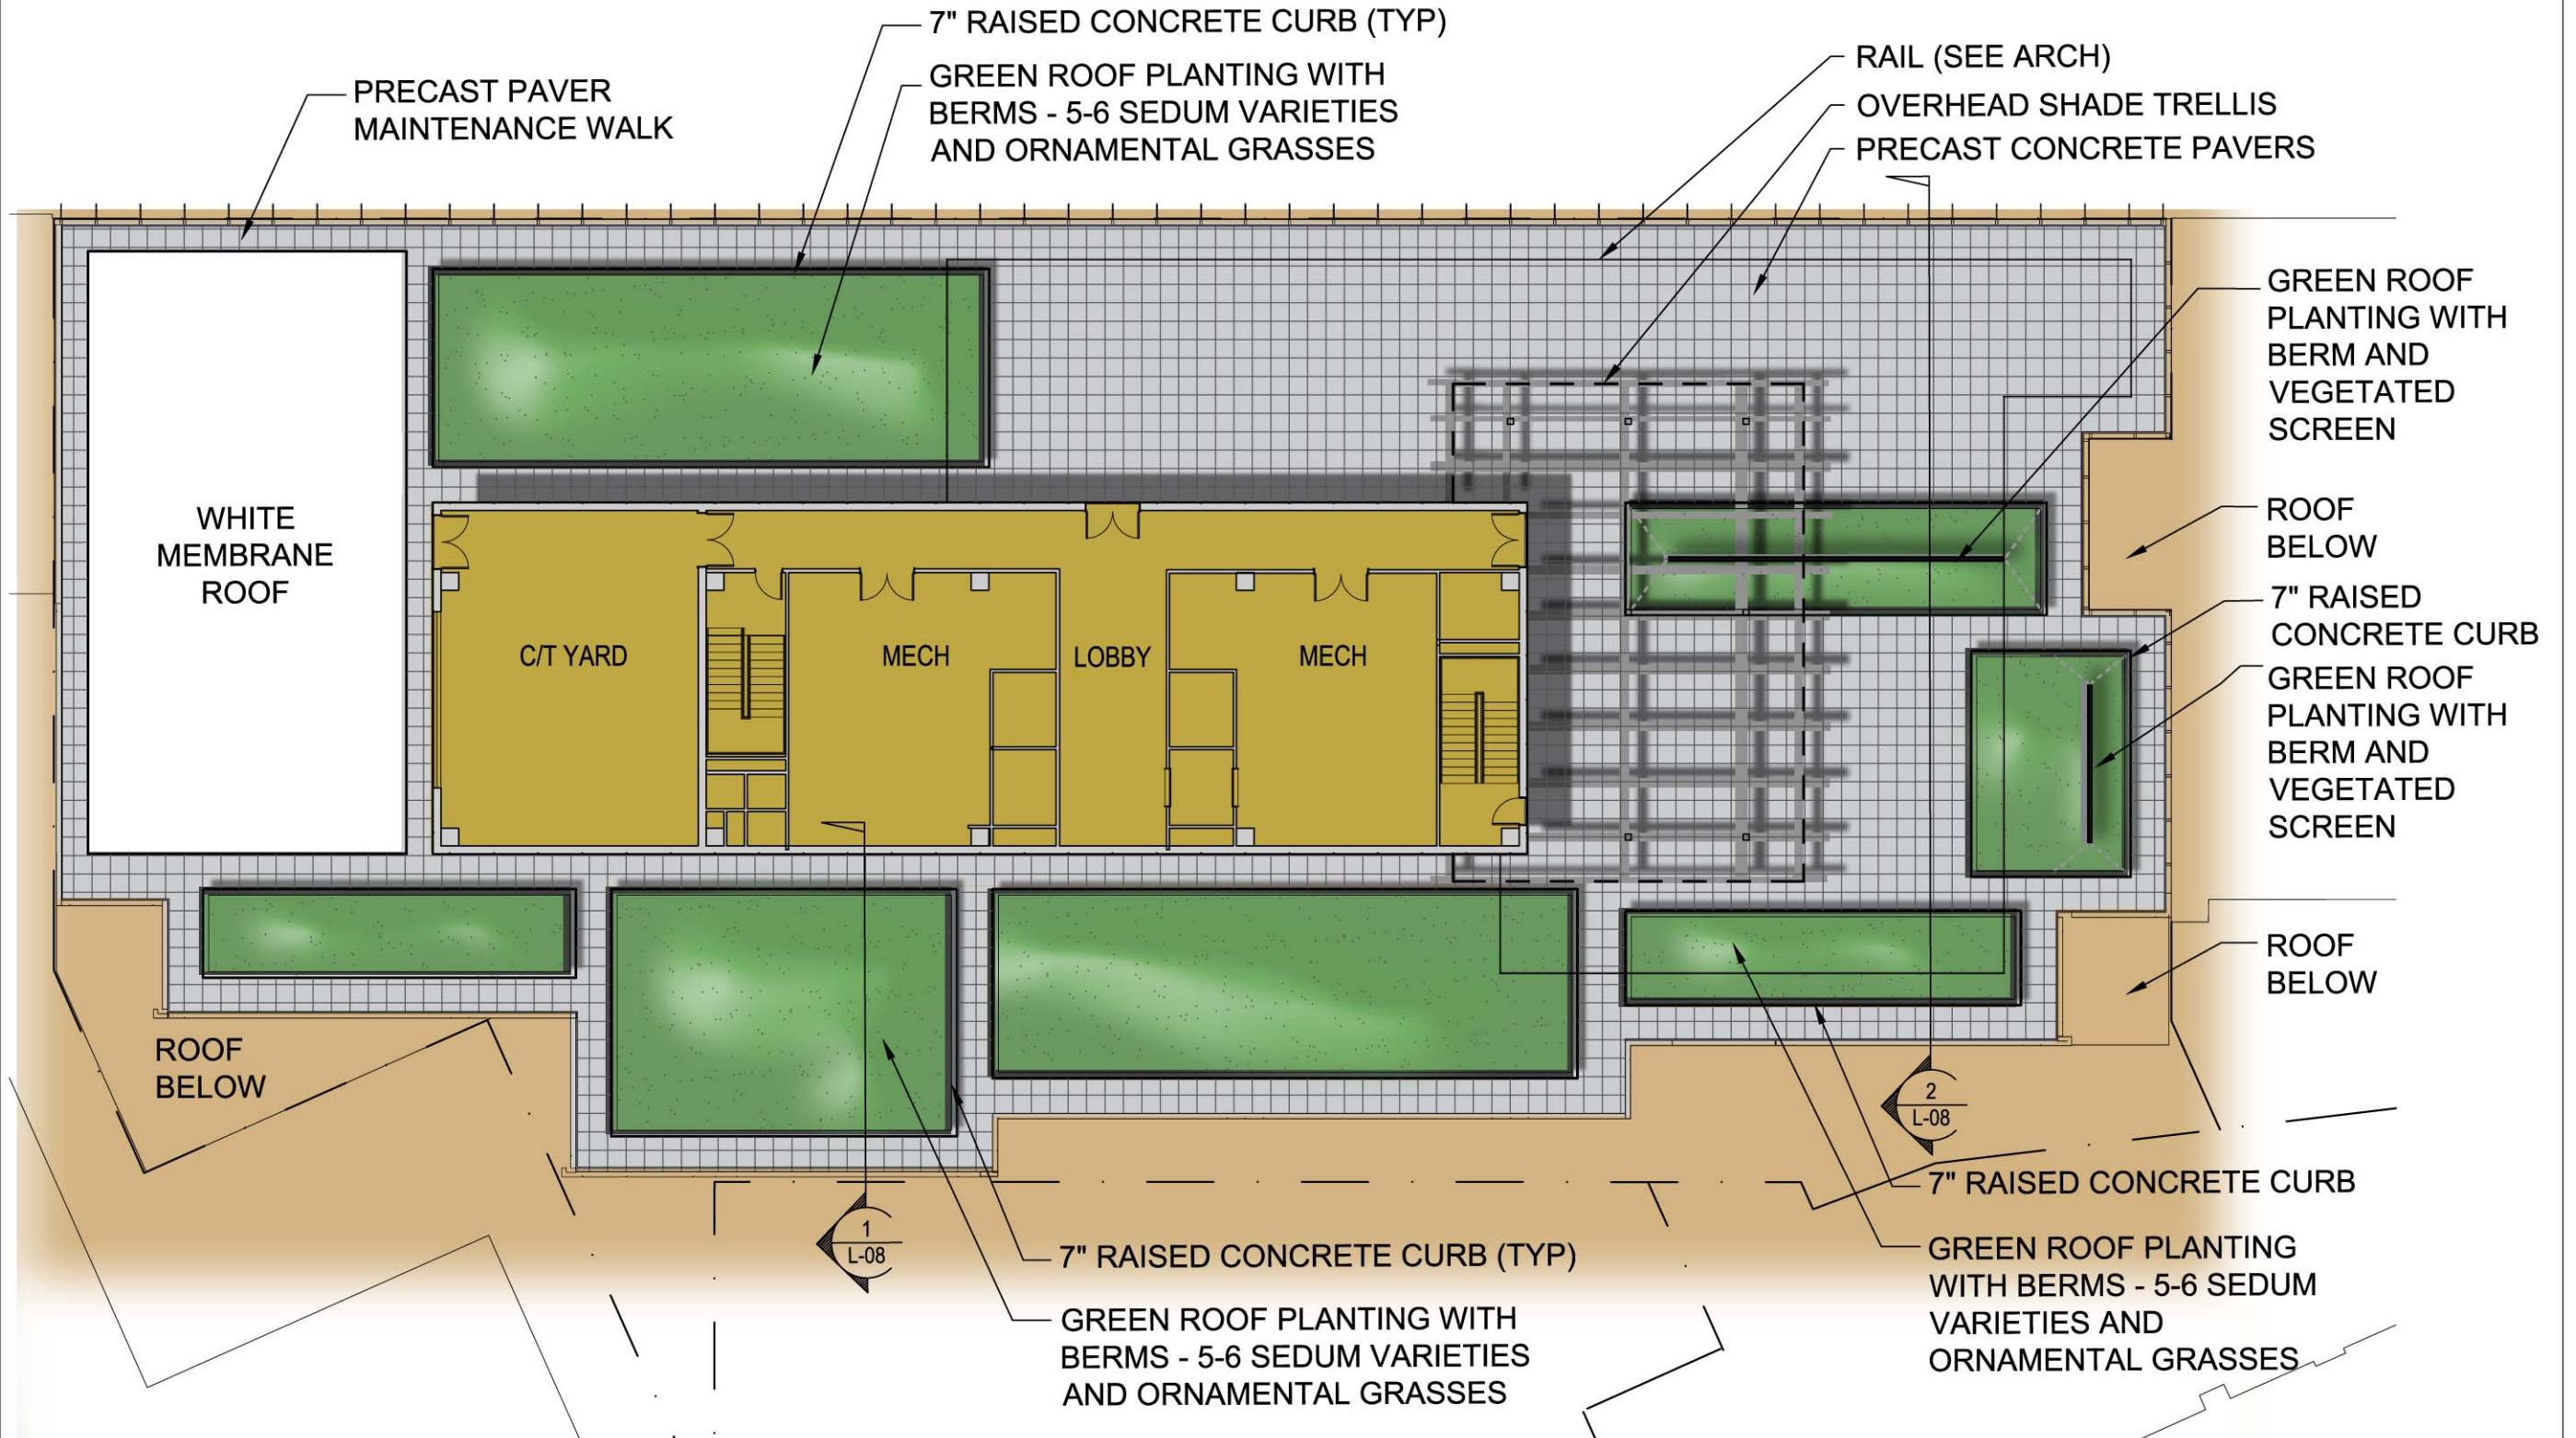 7" RAISED CONCRETE CURB (TYP)
GREEN ROOF PLANTING WITH
BERMS - 5-6 SEDUM VARIETIES
AND ORNAMENTAL GRASSES
PRECAST PAVER
MAINTENANCE WALK
RAIL (SEE ARCH)
OVERHEAD SHADE TRELLIS
PRECAST CONCRETE PAVERS
GREEN ROOF
PLANTING WITH
BERM AND
VEGETATED
SCREEN
ROOF
BELOW
7" RAISED
CONCRETE CURB
GREEN ROOF
PLANTING WITH
BERM AND
VEGETATED
SCREEN
ROOF
BELOW
WHITE
MEMBRANE
ROOF
C/T YARD
MECH
LOBBY
MECH
ROOF
BELOW
1
L-08
2
L-08
7" RAISED CONCRETE CURB (TYP)
GREEN ROOF PLANTING WITH
BERMS - 5-6 SEDUM VARIETIES
AND ORNAMENTAL GRASSES
7" RAISED CONCRETE CURB
GREEN ROOF PLANTING
WITH BERMS - 5-6 SEDUM
VARIETIES AND
ORNAMENTAL GRASSES